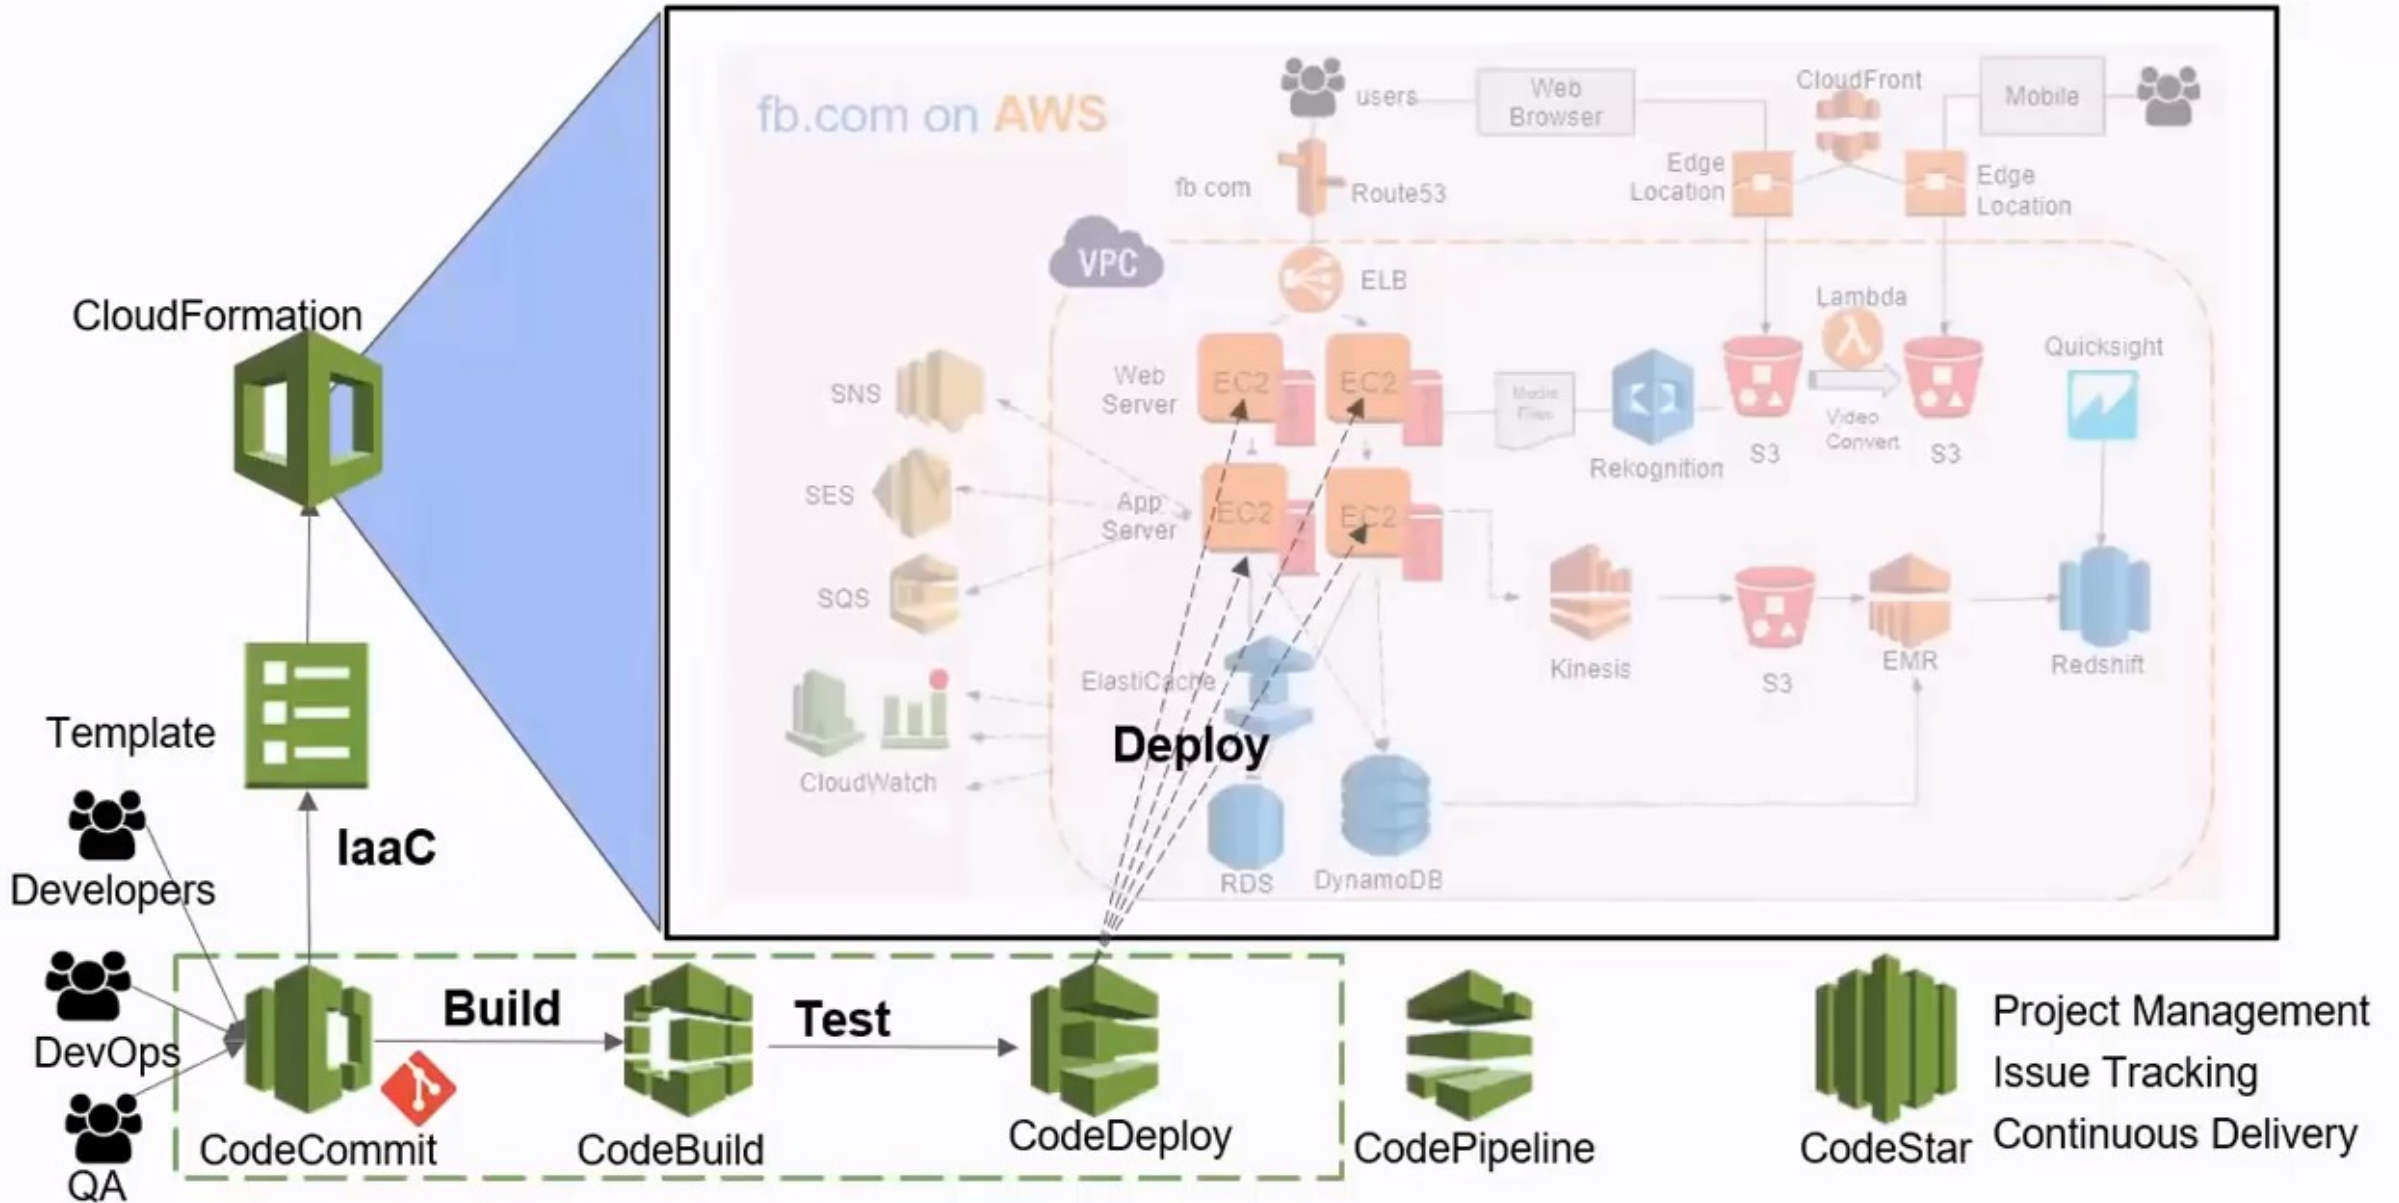 fb.com on AWS
users
Web
Browser
CloudFront
Mobile
Edge
Location
Edge
Location
fb.com
Route53
VPC
ELB
CloudFormation
Lambda
Quicksight
SNS
Web
Server
EC2
EC2
Media
Files
Rekognition
S3
Video
Convert
S3
SES
App
Server
EC2
EC2
SQS
Kinesis
S3
EMR
Redshift
ElastiCache
Template
Deploy
CloudWatch
RDS
DynamoDB
IaaC
Developers
DevOps
QA
Build
Test
CodeCommit
CodeBuild
CodeDeploy
CodePipeline
CodeStar
Project Management
Issue Tracking
Continuous Delivery